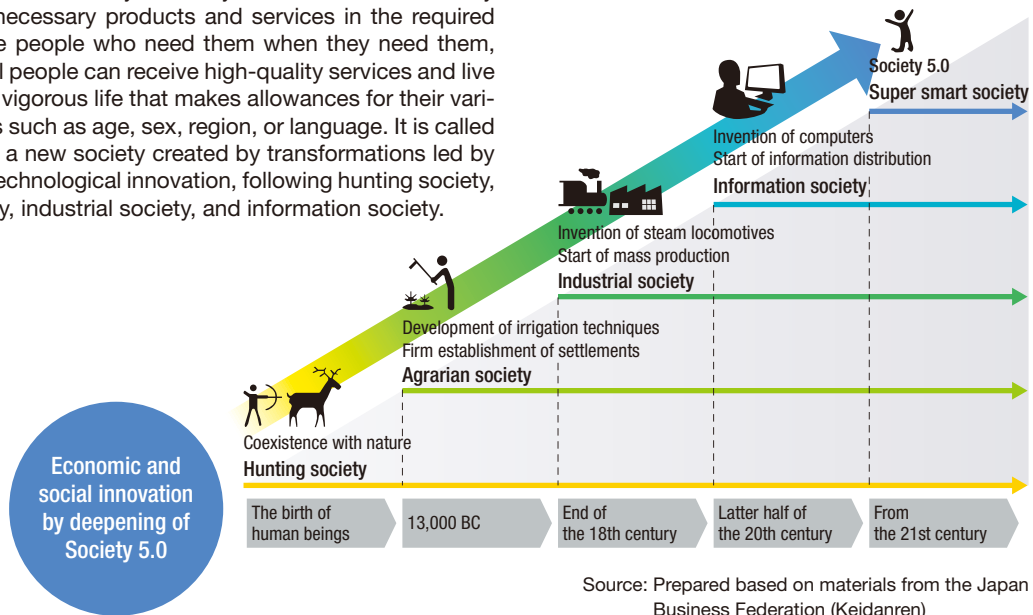 necessary products and services in the required
people who need them when they need them,
people can receive high-quality services and live
vigorous life that makes allowances for their vari-
such as age, sex, region, or language. It is called
a new society created by transformations led by
technological innovation, following hunting society,
industrial society, and information society.
Society 5.0
Super smart society
Invention of computers
Start of information distribution
Information society
Invention of steam locomotives
Start of mass production
Industrial society
Development of irrigation techniques
Firm establishment of settlements
Agrarian society
Coexistence with nature
Hunting society
Economic and
social innovation
by deepening of
Society 5.0
The birth of
human beings
13,000 BC
End of
the 18th century
Latter half of
the 20th century
From
the 21st century
Source: Prepared based on materials from the Japan
Business Federation (Keidanren)